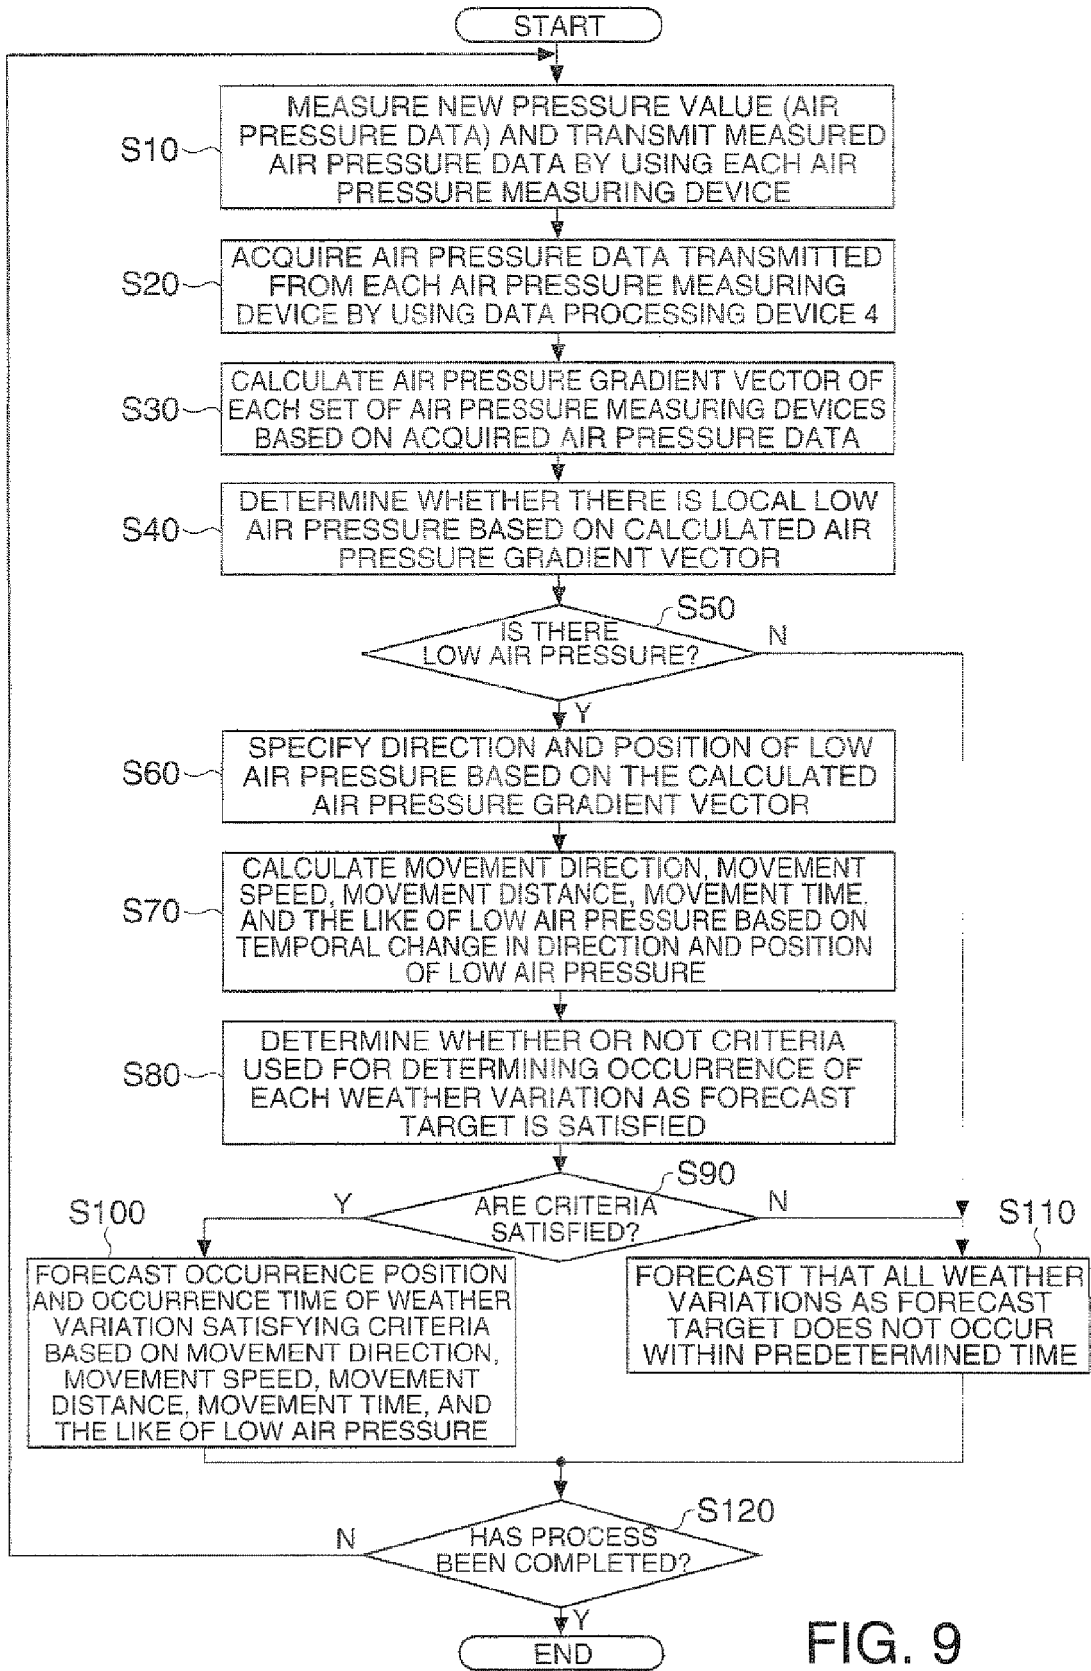 START
S10
MEASURE NEW PRESSURE VALUE (AIR
PRESSURE DATA) AND TRANSMIT MEASURED
AIR PRESSURE DATA BY USING EACH AIR
PRESSURE MEASURING DEVICE
S20
ACQUIRE AIR PRESSURE DATA TRANSMITTED
FROM EACH AIR PRESSURE MEASURING
DEVICE BY USING DATA PROCESSING DEVICE 4
S30
CALCULATE AIR PRESSURE GRADIENT VECTOR OF
EACH SET OF AIR PRESSURE MEASURING DEVICES
BASED ON ACQUIRED AIR PRESSURE DATA
S40
DETERMINE WHETHER THERE IS LOCAL LOW
AIR PRESSURE BASED ON CALCULATED AIR
PRESSURE GRADIENT VECTOR
S50
IS THERE
LOW AIR PRESSURE?
N
Y
S60
SPECIFY DIRECTION AND POSITION OF LOW
AIR PRESSURE BASED ON THE CALCULATED
AIR PRESSURE GRADIENT VECTOR
S70
CALCULATE MOVEMENT DIRECTION, MOVEMENT
SPEED, MOVEMENT DISTANCE, MOVEMENT TIME,
AND THE LIKE OF LOW AIR PRESSURE BASED ON
TEMPORAL CHANGE IN DIRECTION AND POSITION
OF LOW AIR PRESSURE
S80
DETERMINE WHETHER OR NOT CRITERIA
USED FOR DETERMINING OCCURRENCE OF
EACH WEATHER VARIATION AS FORECAST
TARGET IS SATISFIED
S90
ARE CRITERIA
SATISFIED?
Y
N
S100
FORECAST OCCURRENCE POSITION
AND OCCURRENCE TIME OF WEATHER
VARIATION SATISFYING CRITERIA
BASED ON MOVEMENT DIRECTION,
MOVEMENT SPEED, MOVEMENT
DISTANCE, MOVEMENT TIME, AND
THE LIKE OF LOW AIR PRESSURE
S110
FORECAST THAT ALL WEATHER
VARIATIONS AS FORECAST
TARGET DOES NOT OCCUR
WITHIN PREDETERMINED TIME
S120
HAS PROCESS
BEEN COMPLETED?
N
Y
END
FIG. 9